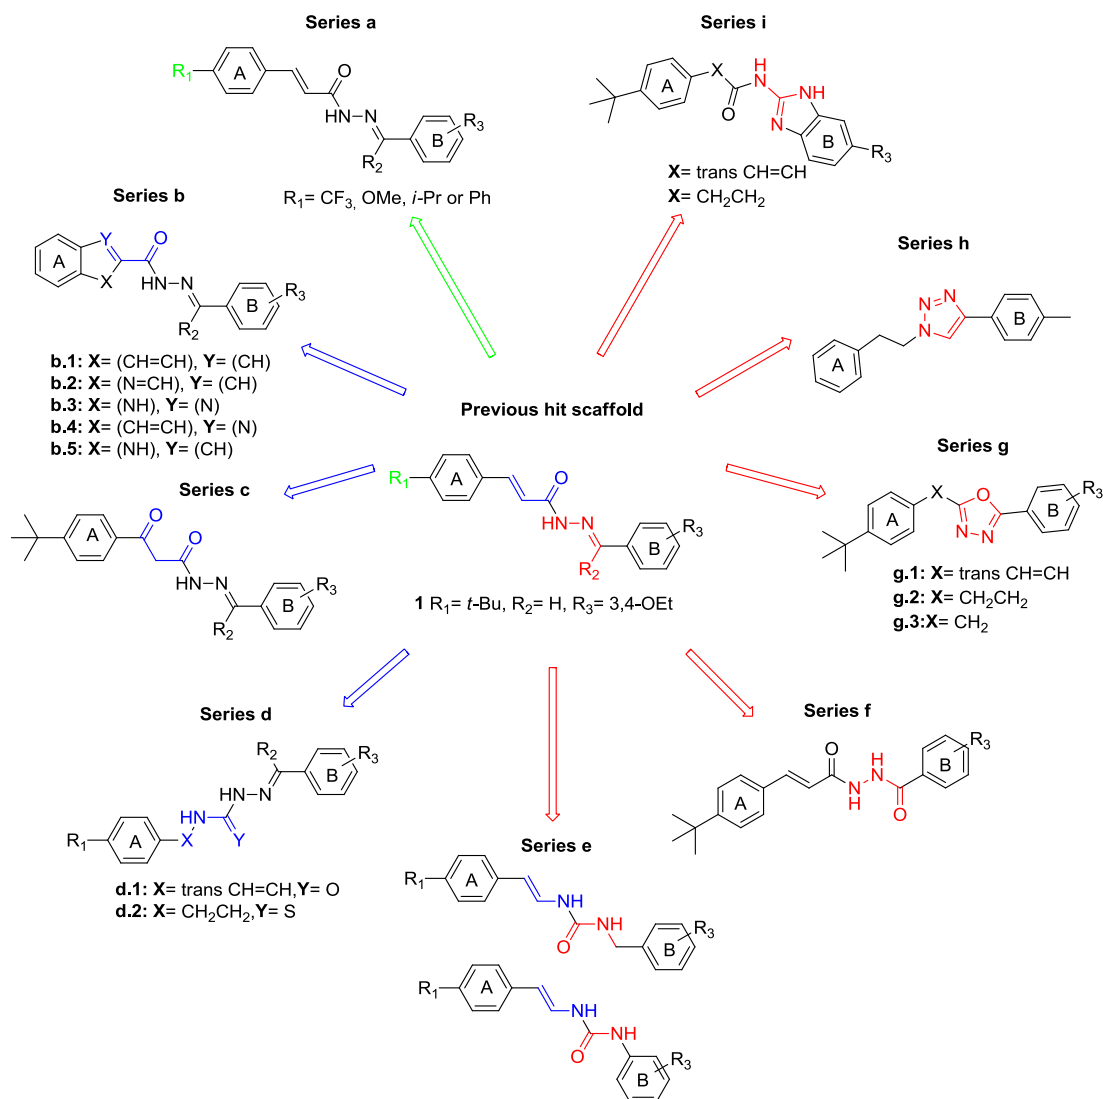 Series a
R₁
A
O
HN
N
R₂
B
R₃
R₁= CF₃, OMe, i-Pr or Ph
Series i
A
X
O
H
N
N
NH
B
R₃
X= trans CH=CH
X= CH₂CH₂
Series b
A
Y
X
O
HN
N
R₂
B
R₃
b.1: X= (CH=CH), Y= (CH)
b.2: X= (N=CH), Y= (CH)
b.3: X= (NH), Y= (N)
b.4: X= (CH=CH), Y= (N)
b.5: X= (NH), Y= (CH)
Series h
A
N
N
N
B
Previous hit scaffold
R₁
A
O
HN
N
R₂
B
R₃
1 R₁= t-Bu, R₂= H, R₃= 3,4-OEt
Series c
A
O
O
HN
N
R₂
B
R₃
Series g
A
X
O
N
N
B
R₃
g.1: X= trans CH=CH
g.2: X= CH₂CH₂
g.3:X= CH₂
Series d
R₁
A
X
HN
Y
HN
N
R₂
B
R₃
d.1: X= trans CH=CH,Y= O
d.2: X= CH₂CH₂,Y= S
Series f
A
O
N
H
H
N
O
B
R₃
Series e
R₁
A
NH
O
NH
B
R₃
R₁
A
NH
O
NH
B
R₃